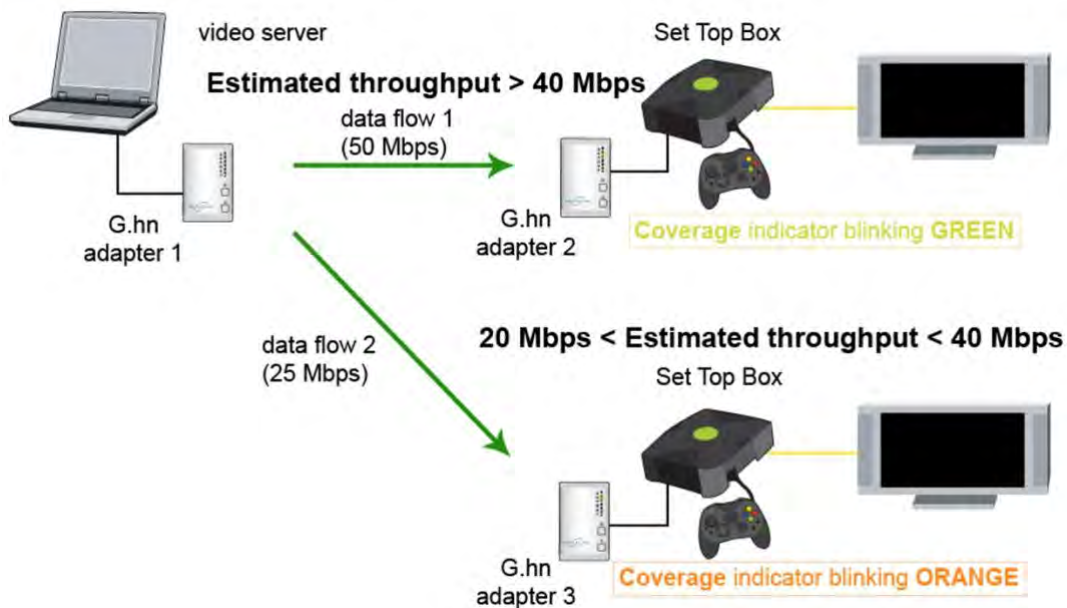 video server
Set Top Box
Estimated throughput > 40 Mbps
data flow 1
(50 Mbps)
G.hn
adapter 1
G.hn
adapter 2
Coverage indicator blinking GREEN
data flow 2
(25 Mbps)
20 Mbps < Estimated throughput < 40 Mbps
Set Top Box
G.hn
adapter 3
Coverage indicator blinking ORANGE